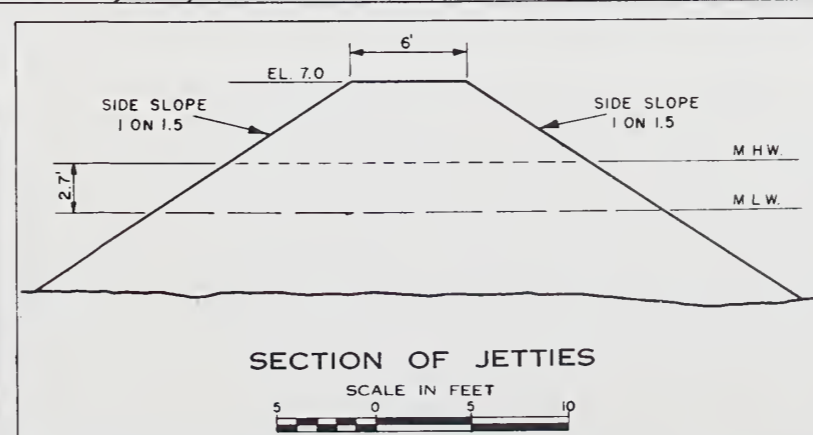 6'
EL. 7.0
SIDE SLOPE
1 ON 1.5
SIDE SLOPE
1 ON 1.5
M H W.
2.7'
M L W.
SECTION OF JETTIES
SCALE IN FEET
5 0 5 10